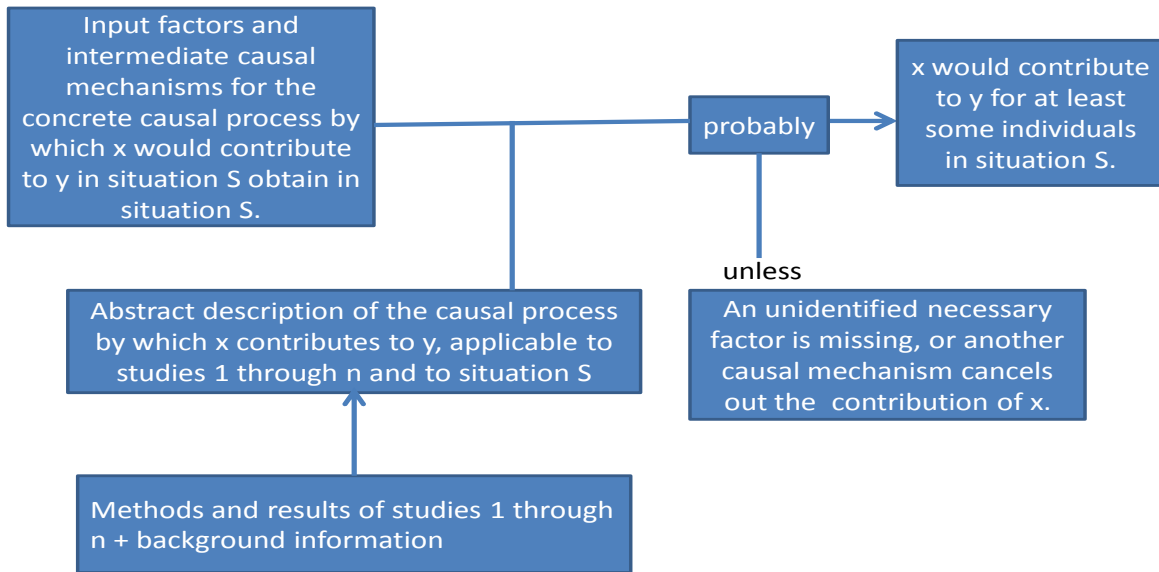 Input factors and
intermediate causal
mechanisms for the
concrete causal process by
which x would contribute
to y in situation S obtain in
situation S.
probably
x would contribute
to y for at least
some individuals
in situation S.
unless
Abstract description of the causal process
by which x contributes to y, applicable to
studies 1 through n and to situation S
An unidentified necessary
factor is missing, or another
causal mechanism cancels
out the contribution of x.
Methods and results of studies 1 through
n + background information